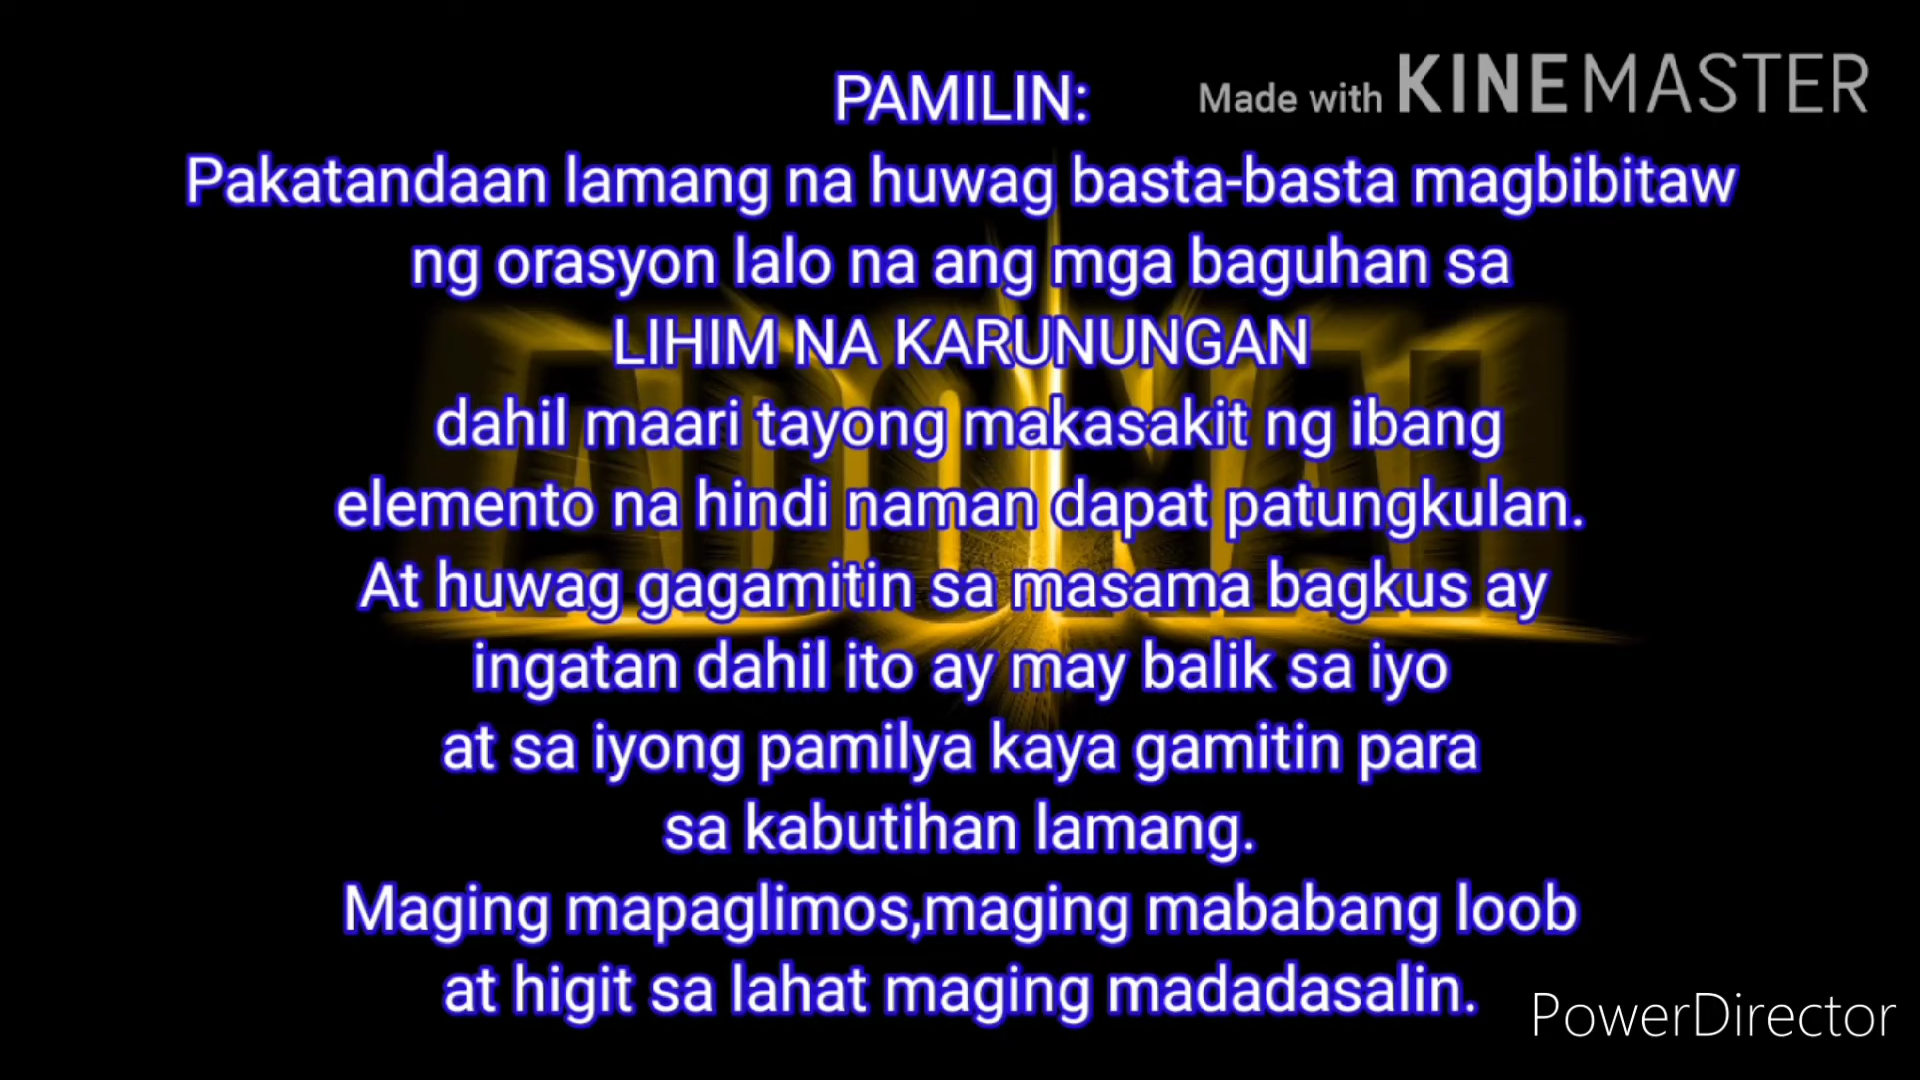 PAMILIN:
Made with KINEMASTER
Pakatandaan lamang na huwag basta-basta magbibitaw
ng orasyon lalo na ang mga baguhan sa
LIHIM NA KARUNUNGAN
dahil maari tayong makasakit ng ibang
elemento na hindi naman dapat patungkulan.
At huwag gagamitin sa masama bagkus ay
ingatan dahil ito ay may balik sa iyo
at sa iyong pamilya kaya gamitin para
sa kabutihan lamang.
Maging mapaglimos,maging mababang loob
at higit sa lahat maging madadasalin.
PowerDirector
ADONAI